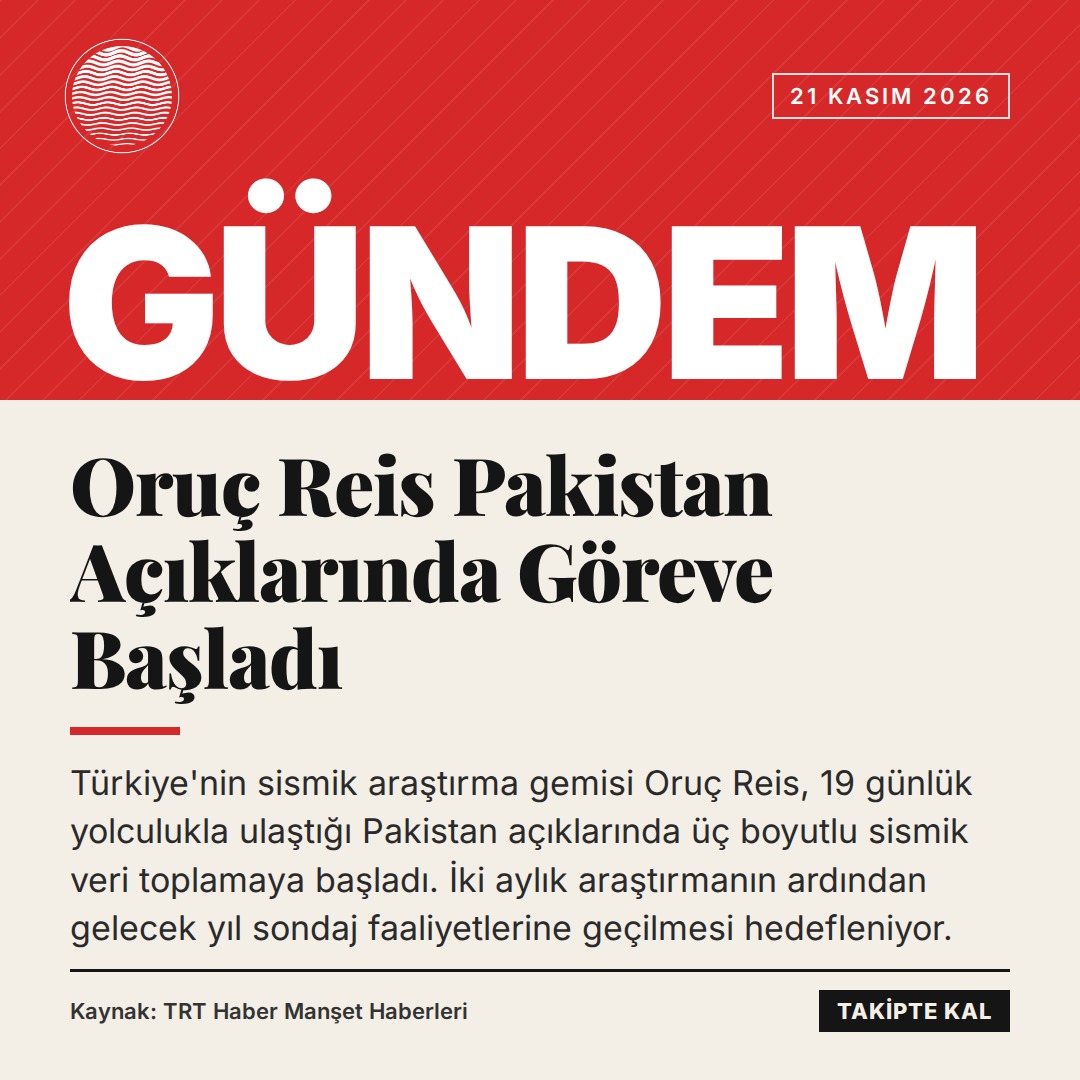 21 KASIM 2026
GÜNDEM
Oruç Reis Pakistan
Açıklarında Göreve
Başladı
Türkiye'nin sismik araştırma gemisi Oruç Reis, 19 günlük
yolculukla ulaştığı Pakistan açıklarında üç boyutlu sismik
veri toplamaya başladı. İki aylık araştırmanın ardından
gelecek yıl sondaj faaliyetlerine geçilmesi hedefleniyor.
Kaynak: TRT Haber Manşet Haberleri
TAKİPTE KAL